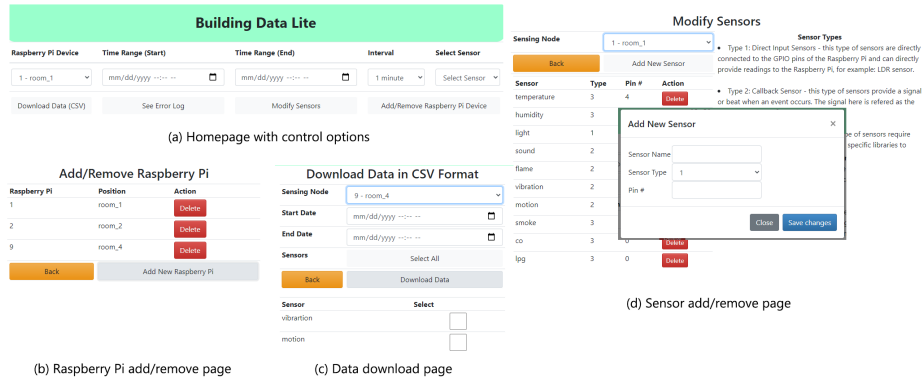 Building Data Lite
Raspberry Pi Device Time Range (Start) Time Range (End) Interval Select Sensor
1 - room_1 mm/dd/yyyy --:-- -- mm/dd/yyyy --:-- -- 1 minute Select Sensor
Download Data (CSV) See Error Log Modify Sensors Add/Remove Raspberry Pi Device
(a) Homepage with control options
Add/Remove Raspberry Pi
Raspberry Pi Position Action
1 room_1 Delete
2 room_2 Delete
9 room_4 Delete
Back Add New Raspberry Pi
(b) Raspberry Pi add/remove page
Download Data in CSV Format
Sensing Node 9 - room_4
Start Date mm/dd/yyyy --:-- --
End Date mm/dd/yyyy --:-- --
Sensors Select All
Back Download Data
Sensor Select
vibrartion
motion
(c) Data download page
Modify Sensors
Sensing Node 1 - room_1
Back Add New Sensor
Sensor Type Pin # Action
temperature 3 4 Delete
humidity 3
light 1
sound 2
flame 2
vibration 2
motion 2
smoke 3
co 3 0 Delete
lpg 3 0 Delete
Sensor Types
• Type 1: Direct Input Sensors - this type of sensors are directly
connected to the GPIO pins of the Raspberry Pi and can directly
provide readings to the Raspberry Pi, for example: LDR sensor.
• Type 2: Callback Sensor - this type of sensors provide a signal
or beat when an event occurs. The signal here is refered as the
of sensors require
specific libraries to
Add New Sensor ×
Sensor Name
Sensor Type 1
Pin #
Close Save changes
(d) Sensor add/remove page